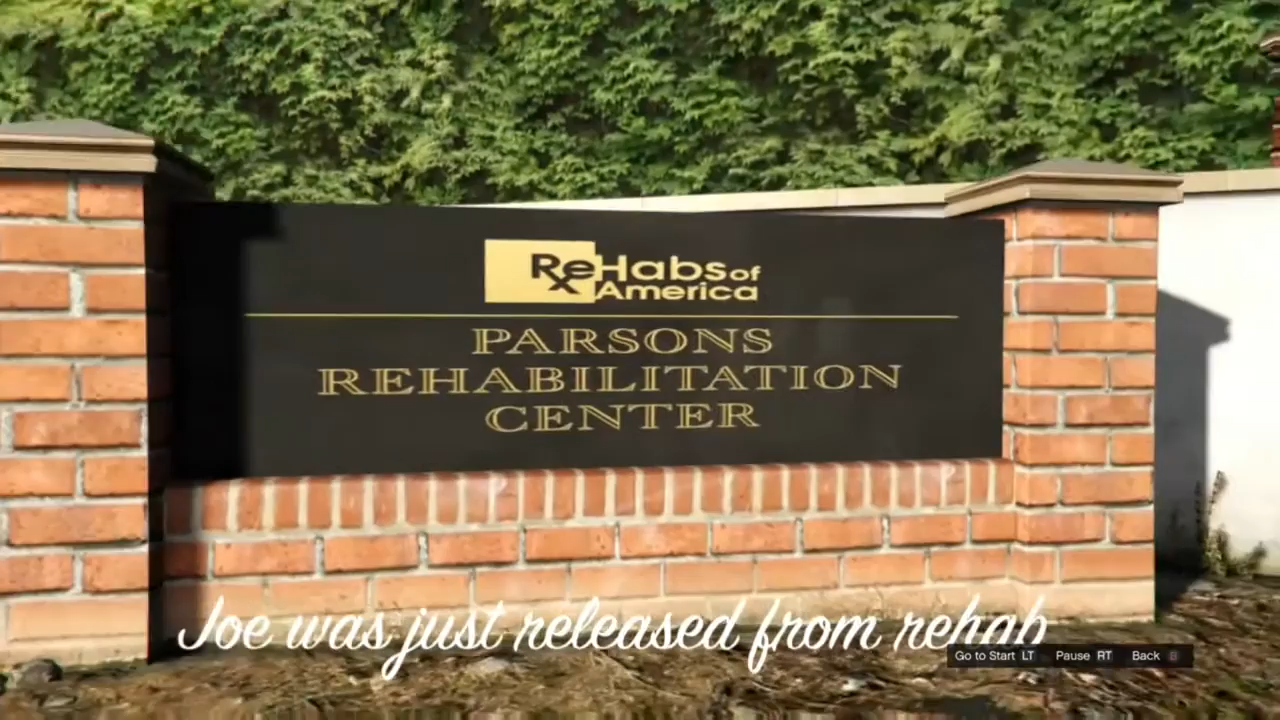 ReHabs of
Rx America
PARSONS
REHABILITATION
CENTER
Joe was just released from rehab
Go to Start LT Pause RT Back B